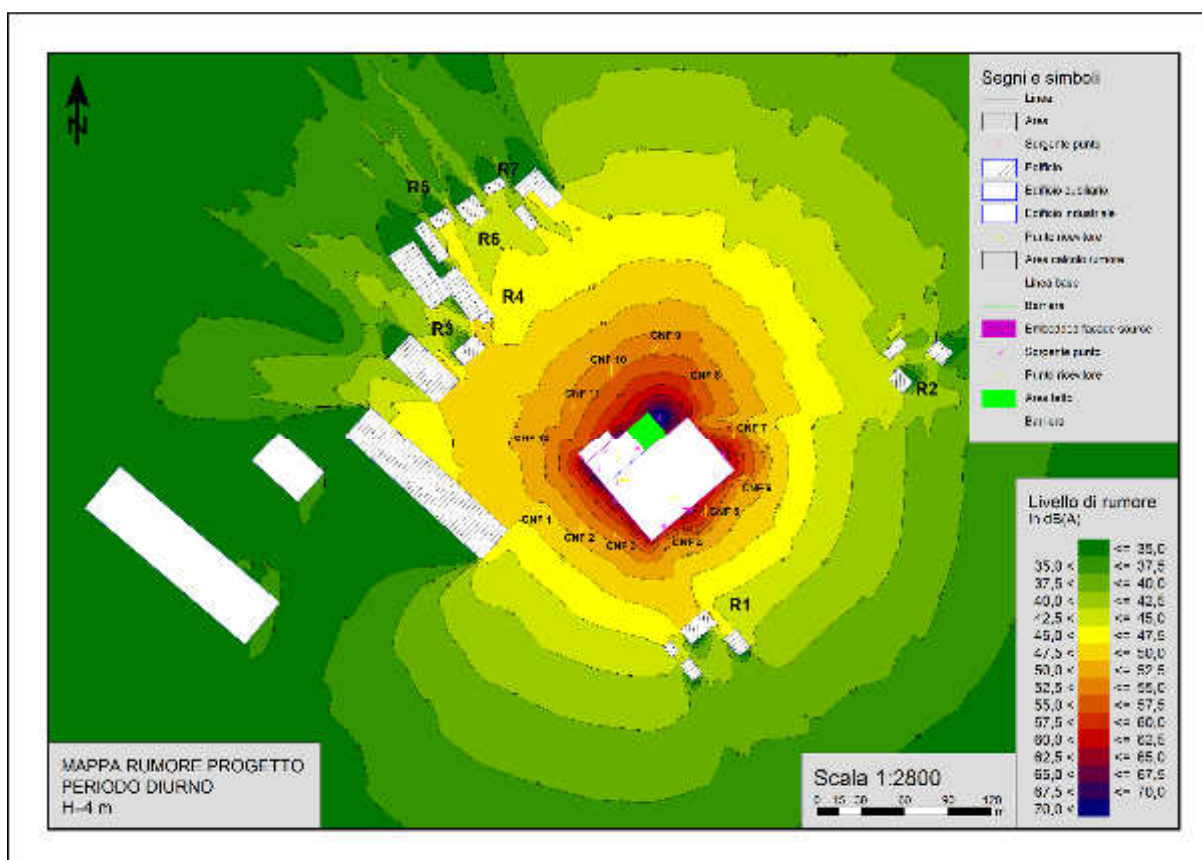 N
Segni e simboli
Linea
Area
Sorgente punto
Edificio
Edificio ausiliario
Edificio industriale
Punto ricevitore
Area calcolo rumore
Linea base
Barriera
Embedded facade source
Sorgente punto
Punto ricevitore
Area tetto
Barriera
R7
R5
R6
R4
R3
R2
R1
CNF 9
CNF 10
CNF 8
CNF 11
CNF 7
CNF 6
CNF 5
CNF 4
CNF 3
CNF 2
CNF 1
Livello di rumore
in dB(A)
<= 35,0
35,0 < <= 37,5
37,5 < <= 40,0
40,0 < <= 42,5
42,5 < <= 45,0
45,0 < <= 47,5
47,5 < <= 50,0
50,0 < <= 52,5
52,5 < <= 55,0
55,0 < <= 57,5
57,5 < <= 60,0
60,0 < <= 62,5
62,5 < <= 65,0
65,0 < <= 67,5
67,5 < <= 70,0
70,0 <
MAPPA RUMORE PROGETTO
PERIODO DIURNO
H=4 m
Scala 1:2800
0 15 30 60 90 120
m